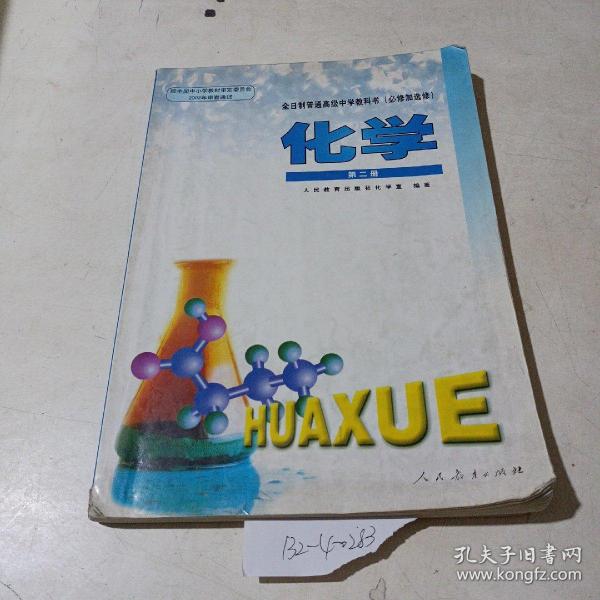 经全国中小学教材审定委员会
2002年审查通过
全日制普通高级中学教科书（必修加选修）
化学
第二册
人民教育出版社化学室 编著
HUAXUE
人民教育出版社
B2-4-0283
孔夫子旧书网
www.kongfz.com